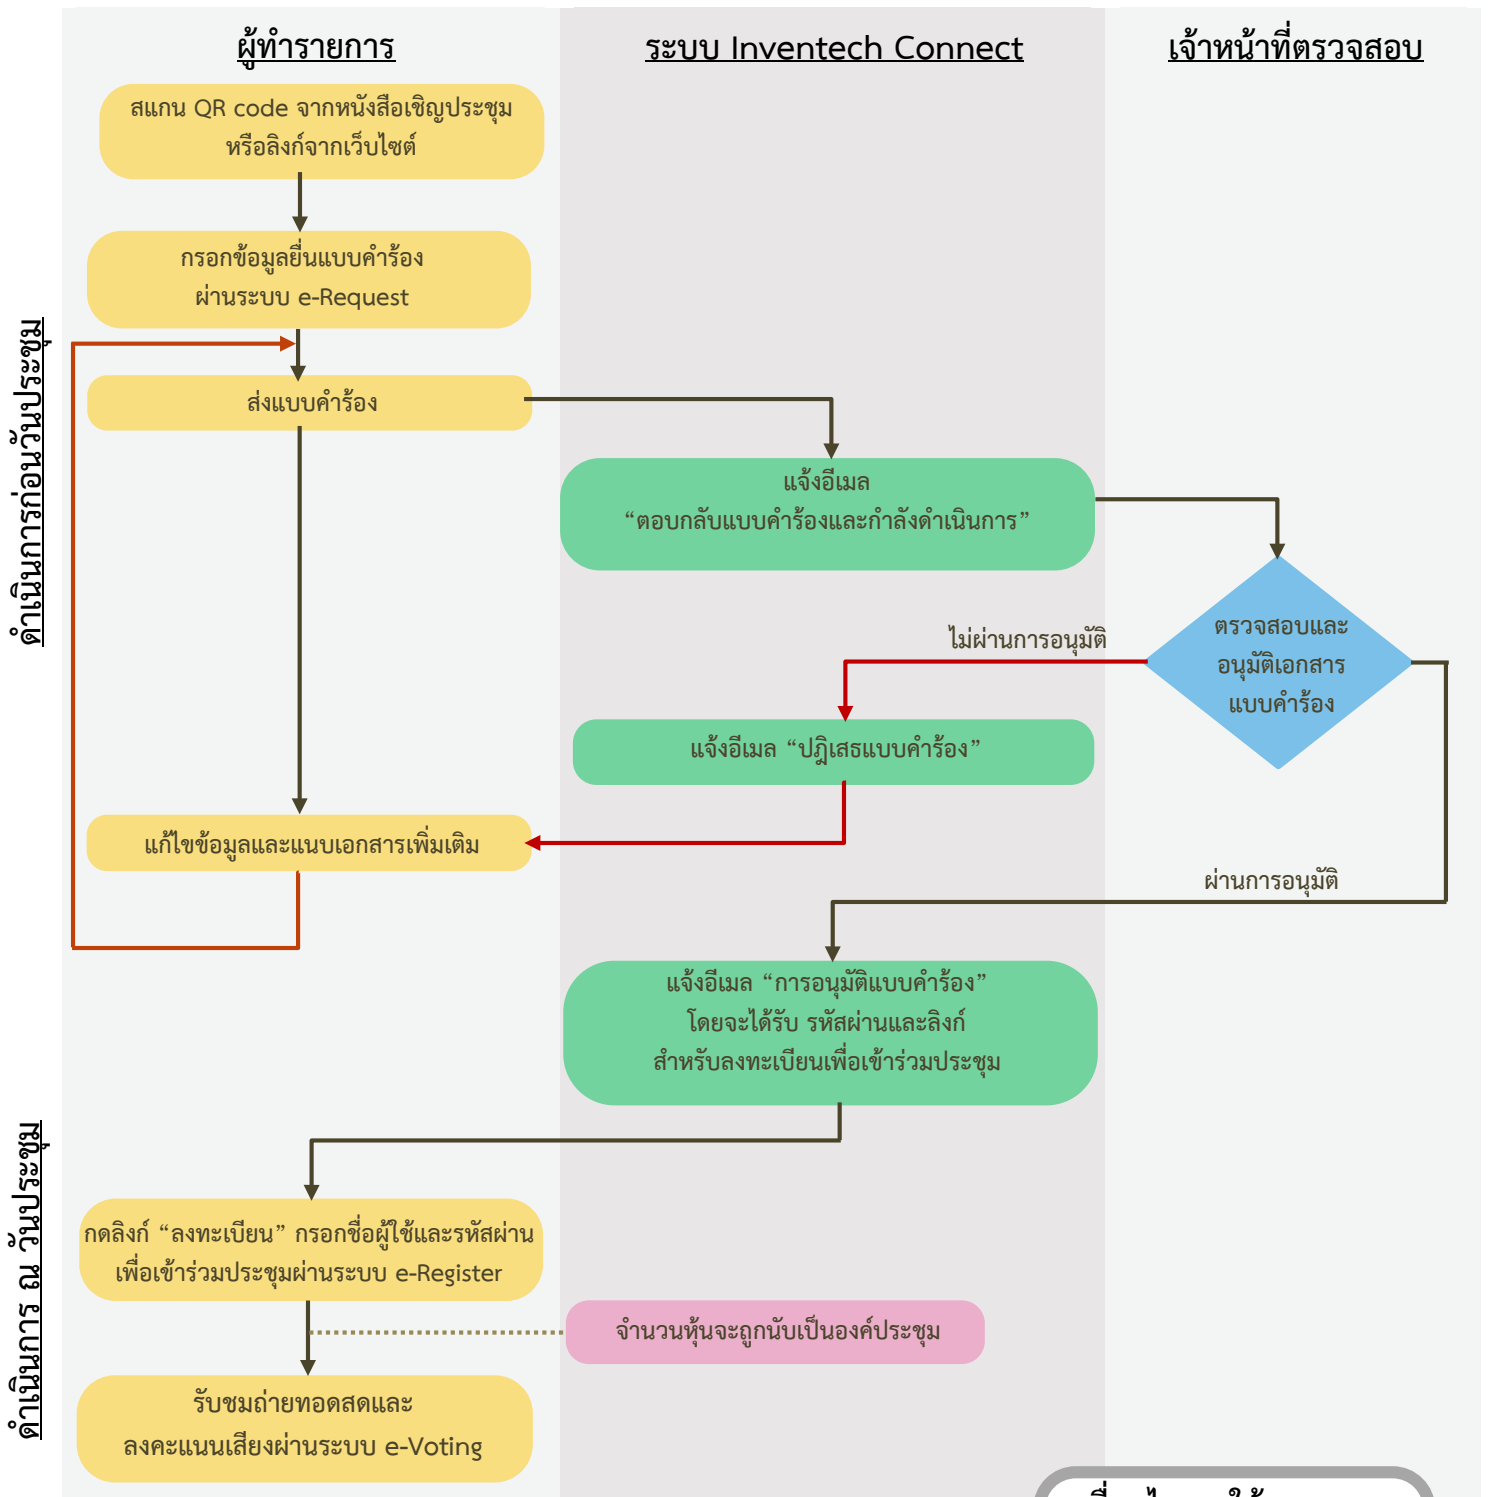 ผู้ทำรายการ
ระบบ Inventech Connect
เจ้าหน้าที่ตรวจสอบ
ดำเนินการก่อนวันประชุม
สแกน QR code จากหนังสือเชิญประชุม
หรือลิงก์จากเว็บไซต์
กรอกข้อมูลยื่นแบบคำร้อง
ผ่านระบบ e-Request
ส่งแบบคำร้อง
แจ้งอีเมล
“ตอบกลับแบบคำร้องและกำลังดำเนินการ”
ตรวจสอบและ
อนุมัติเอกสาร
แบบคำร้อง
ไม่ผ่านการอนุมัติ
แจ้งอีเมล “ปฎิเสธแบบคำร้อง”
แก้ไขข้อมูลและแนบเอกสารเพิ่มเติม
ผ่านการอนุมัติ
แจ้งอีเมล “การอนุมัติแบบคำร้อง”
โดยจะได้รับ รหัสผ่านและลิงก์
สำหรับลงทะเบียนเพื่อเข้าร่วมประชุม
ดำเนินการ ณ วันประชุม
กดลิงก์ “ลงทะเบียน” กรอกชื่อผู้ใช้และรหัสผ่าน
เพื่อเข้าร่วมประชุมผ่านระบบ e-Register
จำนวนหุ้นจะถูกนับเป็นองค์ประชุม
รับชมถ่ายทอดสดและ
ลงคะแนนเสียงผ่านระบบ e-Voting